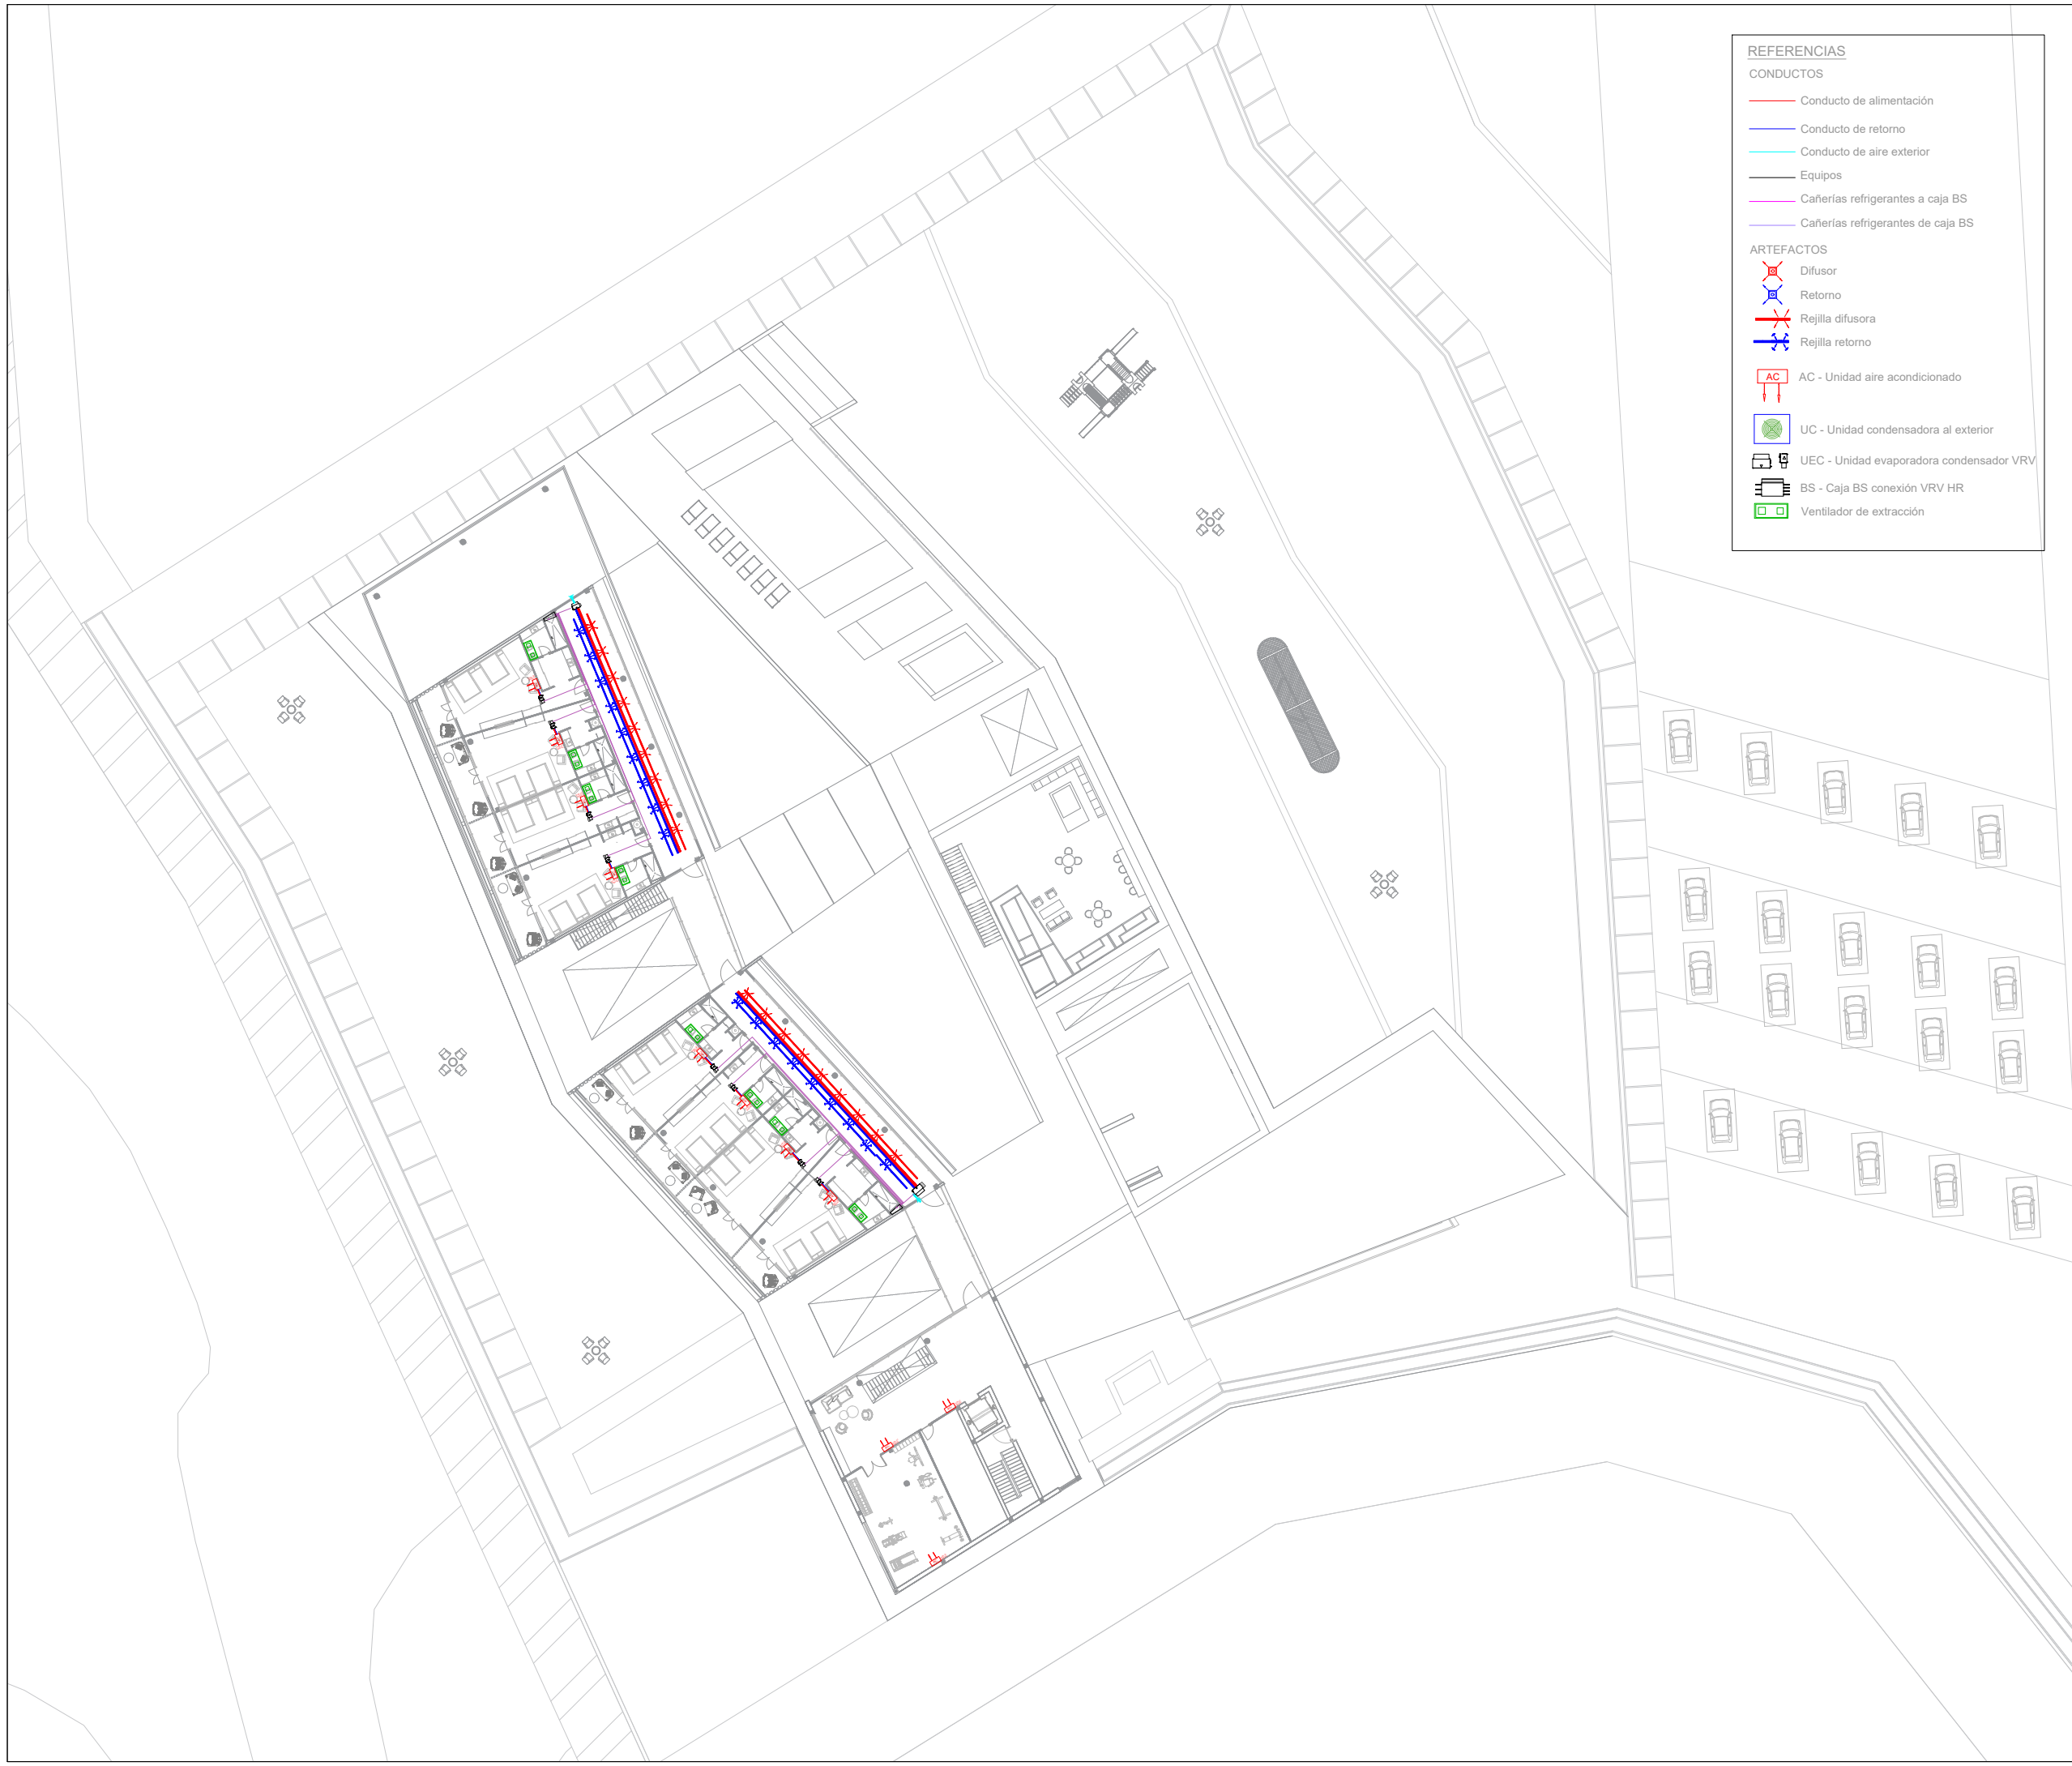 REFERENCIAS
CONDUCTOS
Conducto de alimentación
Conducto de retorno
Conducto de aire exterior
Equipos
Cañerías refrigerantes a caja BS
Cañerías refrigerantes de caja BS
ARTEFACTOS
Difusor
Retorno
Rejilla difusora
Rejilla retorno
AC AC - Unidad aire acondicionado
UC - Unidad condensadora al exterior
UEC - Unidad evaporadora condensador VRV
BS - Caja BS conexión VRV HR
Ventilador de extracción